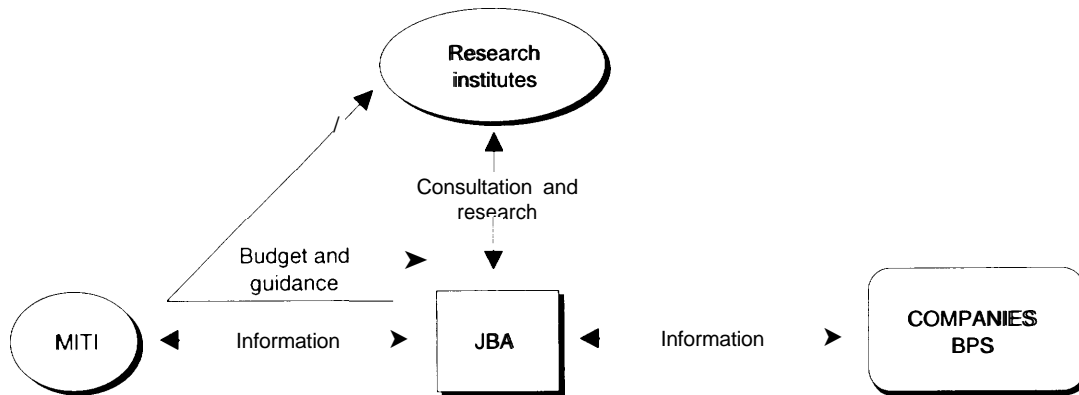 Research
institutes
Consultation and
research
Budget and
guidance
MITI
Information
JBA
Information
COMPANIES
BPS